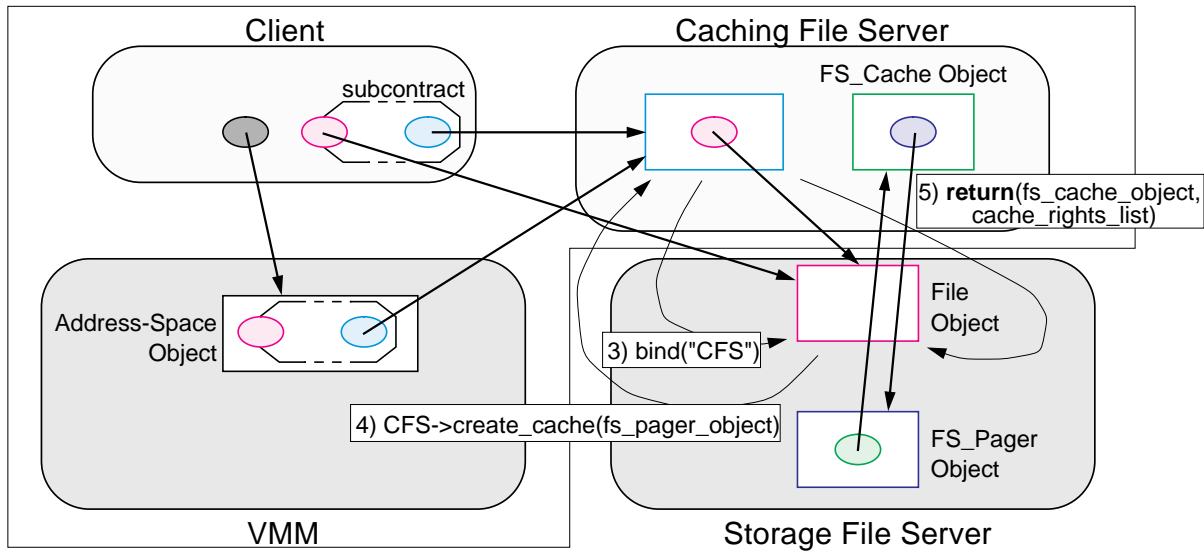 Client
Caching File Server
subcontract
FS_Cache Object
5) return(fs_cache_object,
cache_rights_list)
Address-Space
Object
File
Object
3) bind("CFS")
4) CFS->create_cache(fs_pager_object)
FS_Pager
Object
VMM
Storage File Server